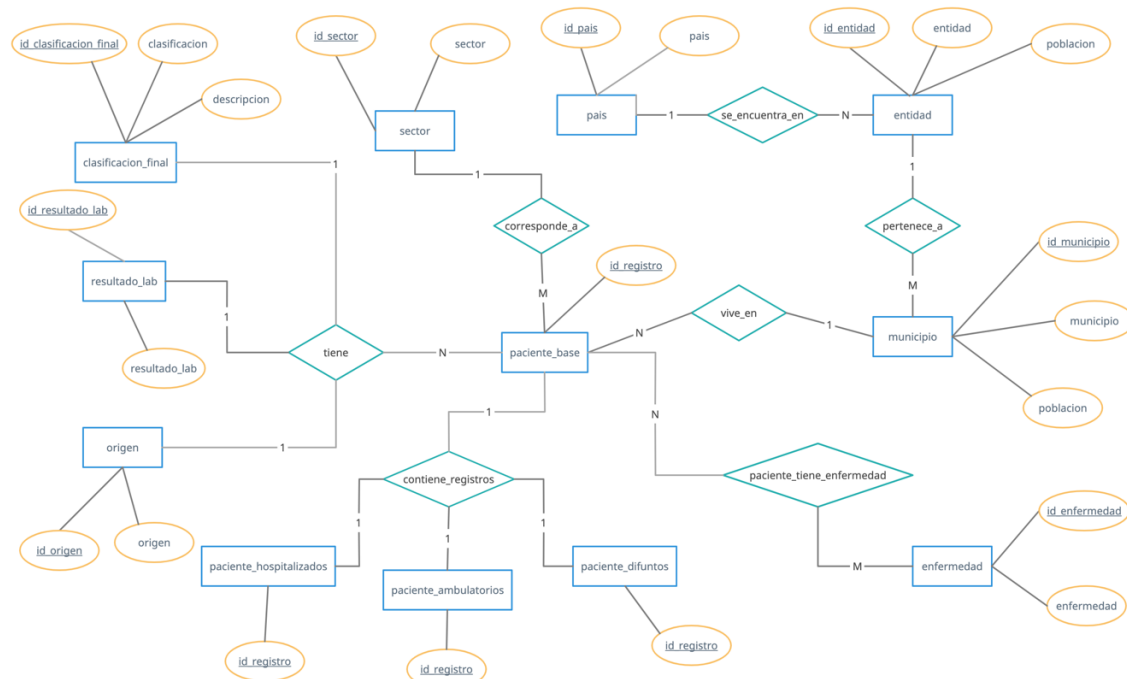 id_clasificacion_final
clasificacion
descripcion
clasificacion_final
id_sector
sector
sector
id_pais
pais
pais
1
se_encuentra_en
N
id_entidad
entidad
poblacion
entidad
1
1
1
corresponde_a
M
pertenece_a
M
id_resultado_lab
resultado_lab
1
resultado_lab
id_registro
id_municipio
municipio
poblacion
municipio
vive_en
N
1
tiene
N
paciente_base
origen
1
id_origen
origen
1
N
contiene_registros
paciente_tiene_enfermedad
1
1
1
M
paciente_hospitalizados
paciente_ambulatorios
paciente_difuntos
enfermedad
id_enfermedad
enfermedad
id_registro
id_registro
id_registro